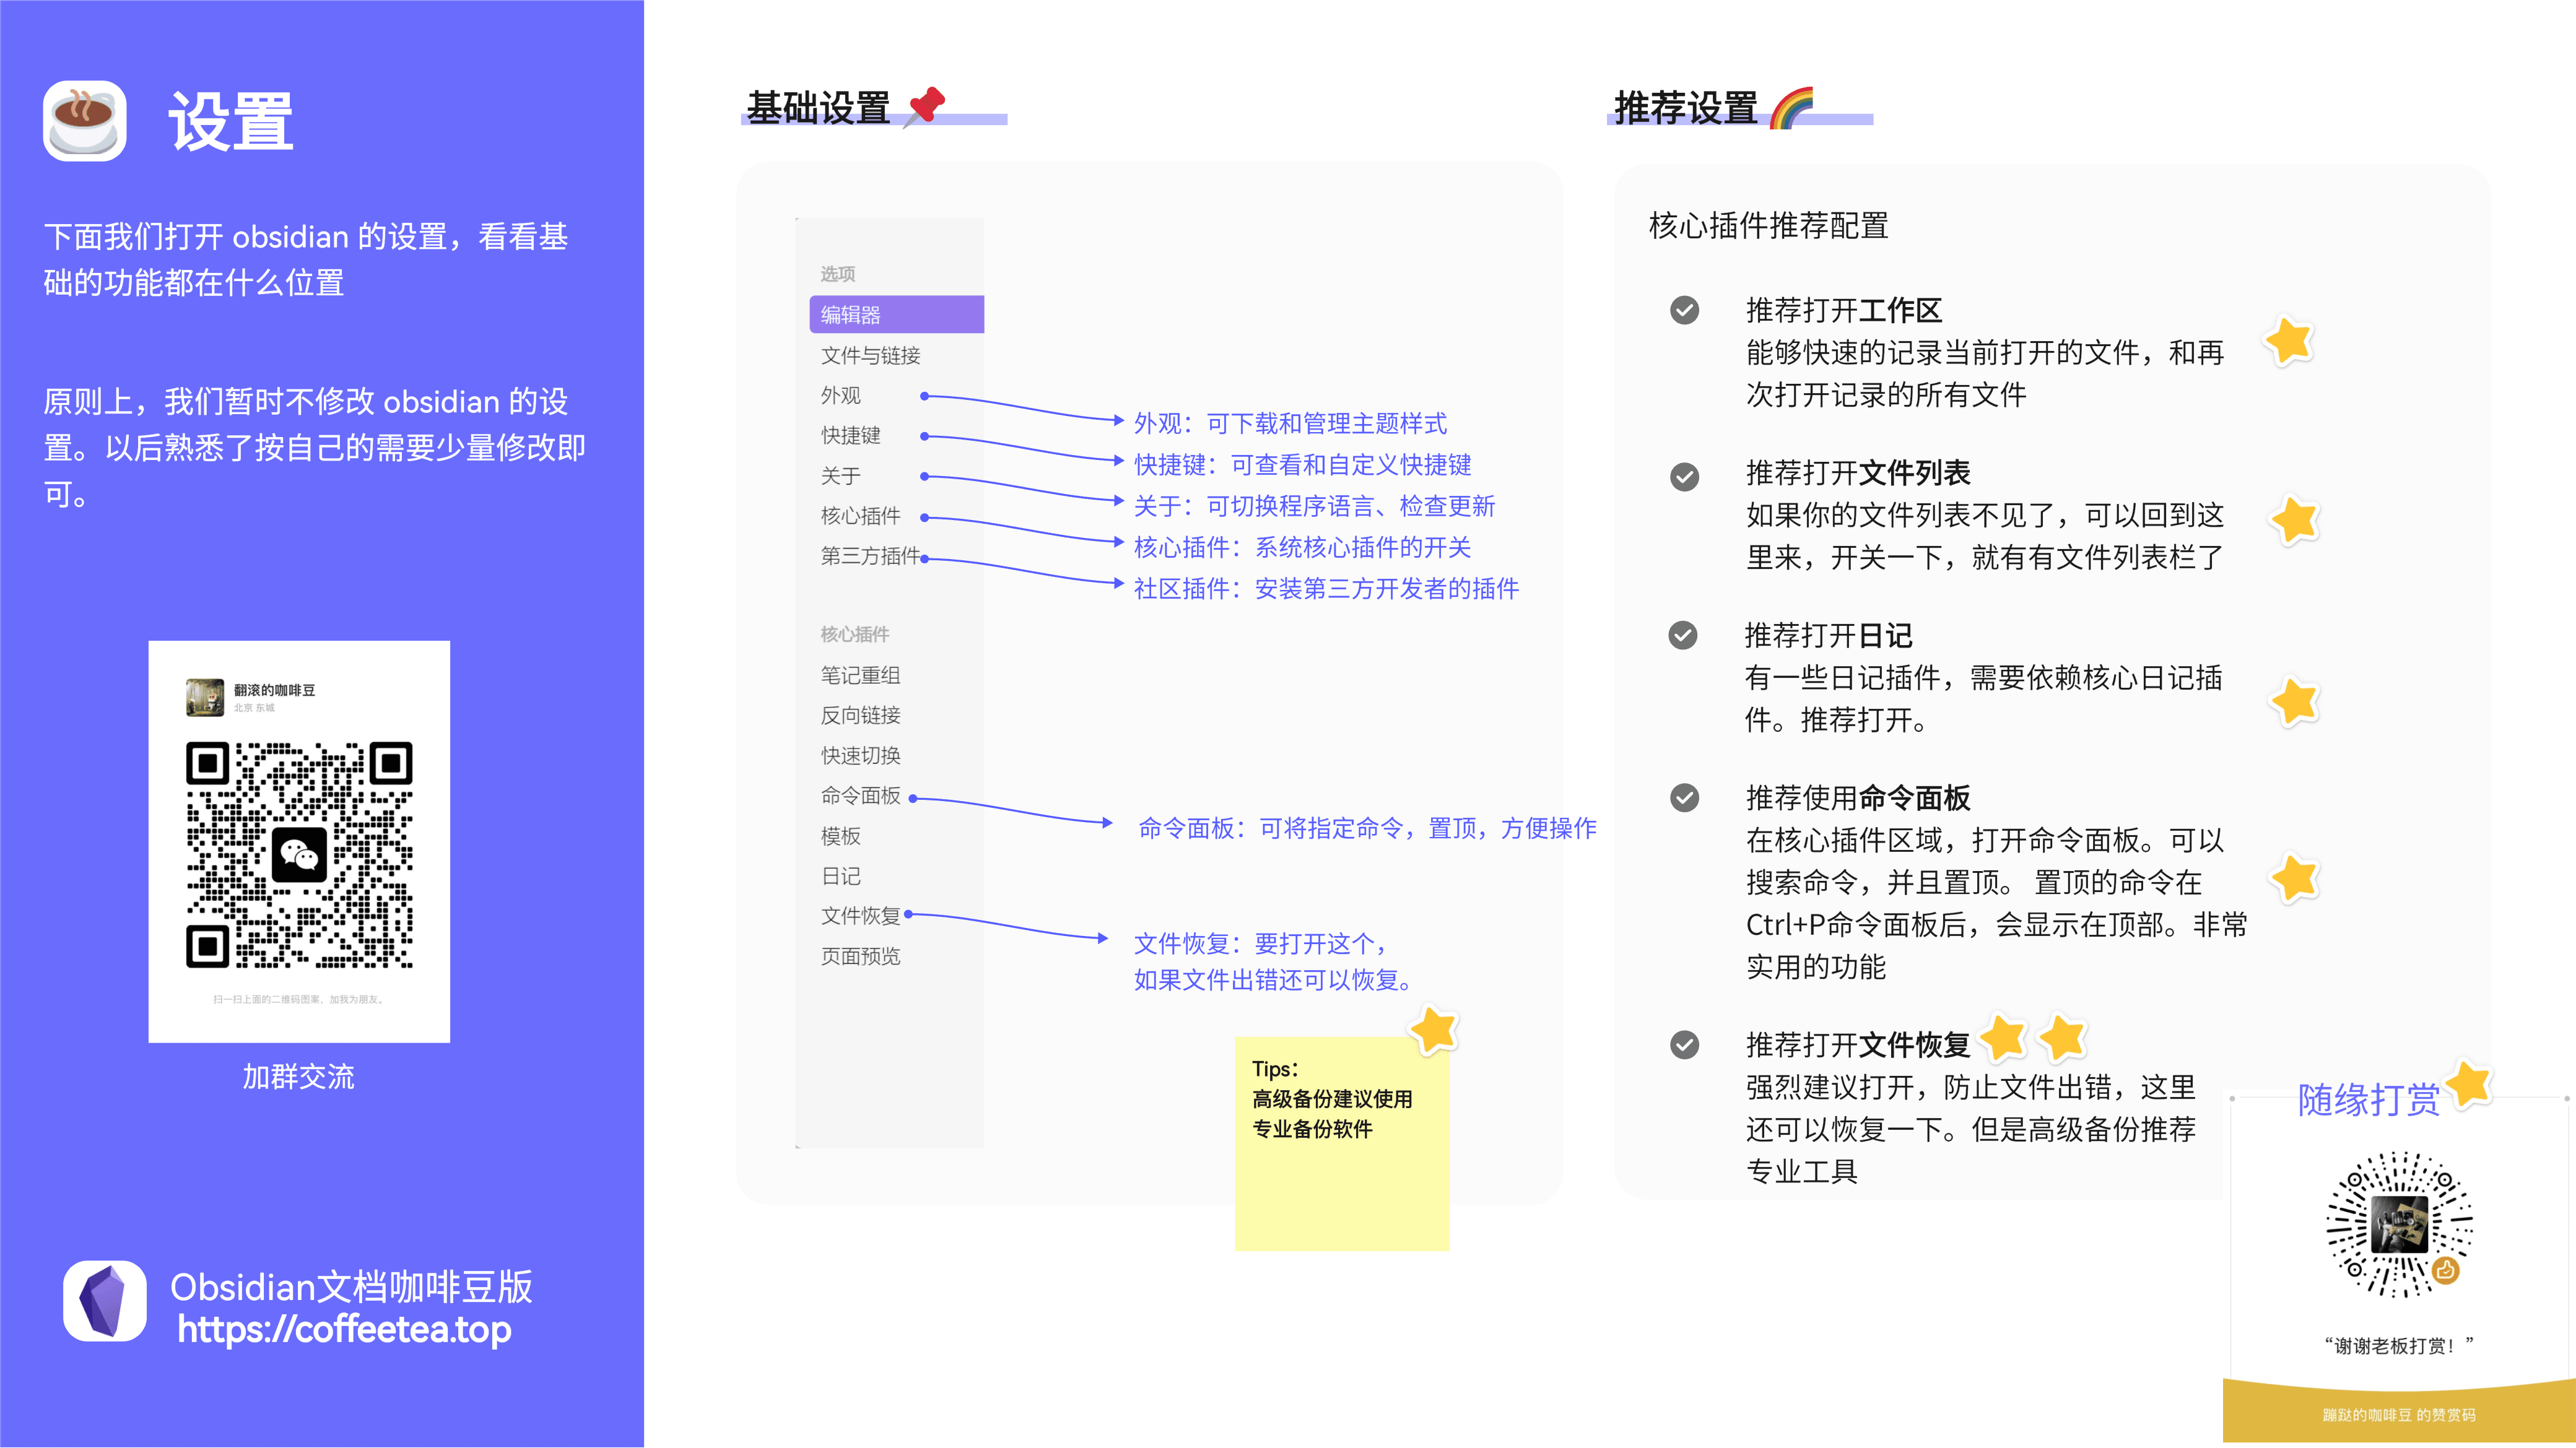 设置
下面我们打开 obsidian 的设置，看看基
础的功能都在什么位置
原则上，我们暂时不修改 obsidian 的设
置。以后熟悉了按自己的需要少量修改即
可。
翻滚的咖啡豆
北京 东城
扫一扫上面的二维码图案，加我为朋友。
加群交流
Obsidian文档咖啡豆版
https://coffeetea.top
基础设置
选项
编辑器
文件与链接
外观
快捷键
关于
核心插件
第三方插件
核心插件
笔记重组
反向链接
快速切换
命令面板
模板
日记
文件恢复
页面预览
外观：可下载和管理主题样式
快捷键：可查看和自定义快捷键
关于：可切换程序语言、检查更新
核心插件：系统核心插件的开关
社区插件：安装第三方开发者的插件
命令面板：可将指定命令，置顶，方便操作
文件恢复：要打开这个，
如果文件出错还可以恢复。
Tips：
高级备份建议使用
专业备份软件
推荐设置
核心插件推荐配置
推荐打开工作区
能够快速的记录当前打开的文件，和再
次打开记录的所有文件
推荐打开文件列表
如果你的文件列表不见了，可以回到这
里来，开关一下，就有有文件列表栏了
推荐打开日记
有一些日记插件，需要依赖核心日记插
件。推荐打开。
推荐使用命令面板
在核心插件区域，打开命令面板。可以
搜索命令，并且置顶。 置顶的命令在
Ctrl+P命令面板后，会显示在顶部。非常
实用的功能
推荐打开文件恢复
强烈建议打开，防止文件出错，这里
还可以恢复一下。但是高级备份推荐
专业工具
随缘打赏
“谢谢老板打赏！”
蹦跶的咖啡豆 的赞赏码